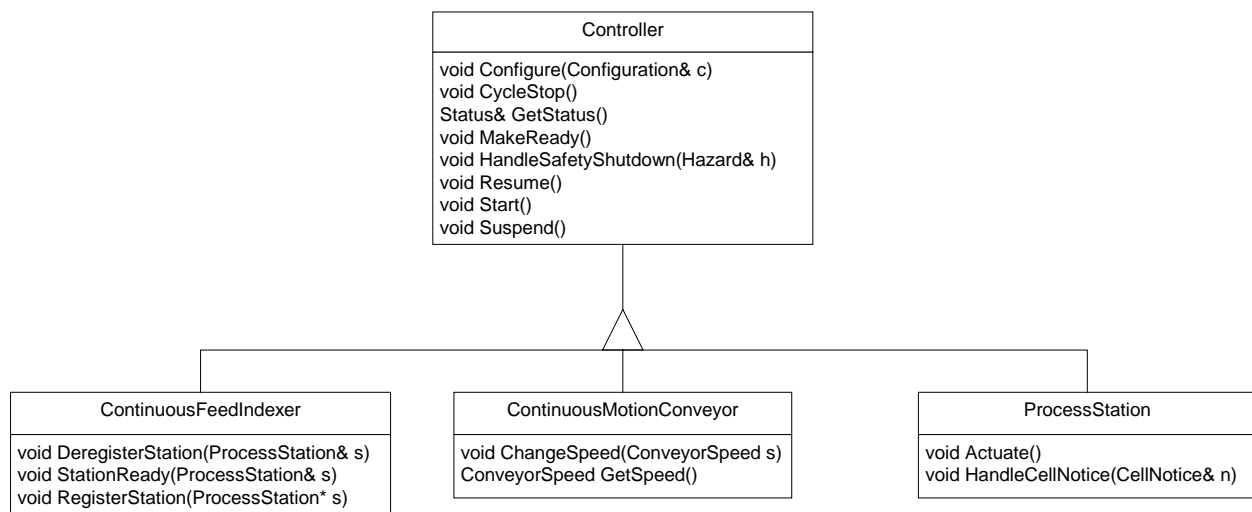 Controller
void Configure(Configuration& c)
void CycleStop()
Status& GetStatus()
void MakeReady()
void HandleSafetyShutdown(Hazard& h)
void Resume()
void Start()
void Suspend()
ContinuousFeedIndexer
void DeregisterStation(ProcessStation& s)
void StationReady(ProcessStation& s)
void RegisterStation(ProcessStation* s)
ContinuousMotionConveyor
void ChangeSpeed(ConveyorSpeed s)
ConveyorSpeed GetSpeed()
ProcessStation
void Actuate()
void HandleCellNotice(CellNotice& n)